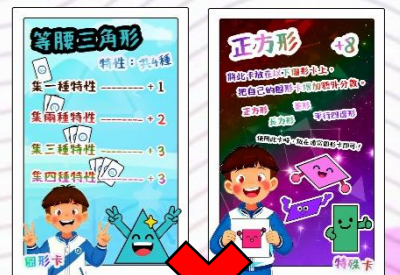 等腰三角形
特性：共4種
集一種特性 ------- +1
集兩種特性 ------- +2
集三種特性 ------- +3
集四種特性 ------- +3
圖形卡
正方形 +8
將此卡放在以下圖形卡上，
把自己的圖形卡增加額外分數。
正方形 菱形
長方形 平行四邊形
特殊卡